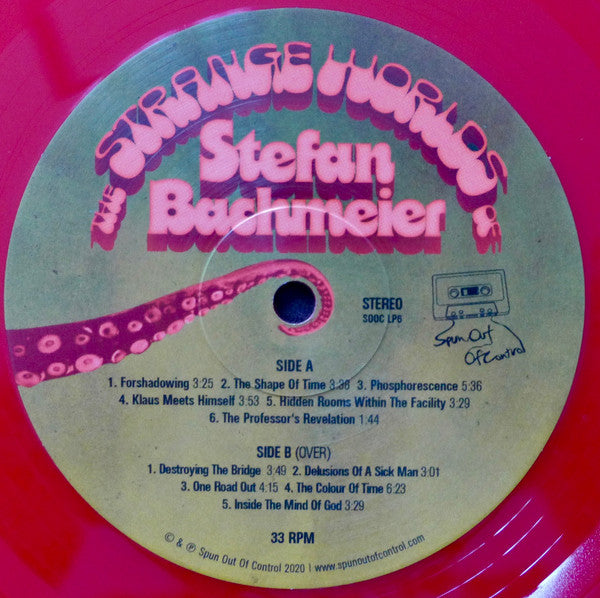 THE STRANGE WORLDS OF
Stefan
Bachmeier
STEREO
SOOC LP6
Spun Out
Of Control
SIDE A
1. Forshadowing 3:25 2. The Shape Of Time 3:36 3. Phosphorescence 5:36
4. Klaus Meets Himself 3:53 5. Hidden Rooms Within The Facility 3:29
6. The Professor's Revelation 1:44
SIDE B (OVER)
1. Destroying The Bridge 3:49 2. Delusions Of A Sick Man 3:01
3. One Road Out 4:15 4. The Colour Of Time 6:23
5. Inside The Mind Of God 3:29
33 RPM
© & ℗ Spun Out Of Control 2020 | www.spunoutofcontrol.com